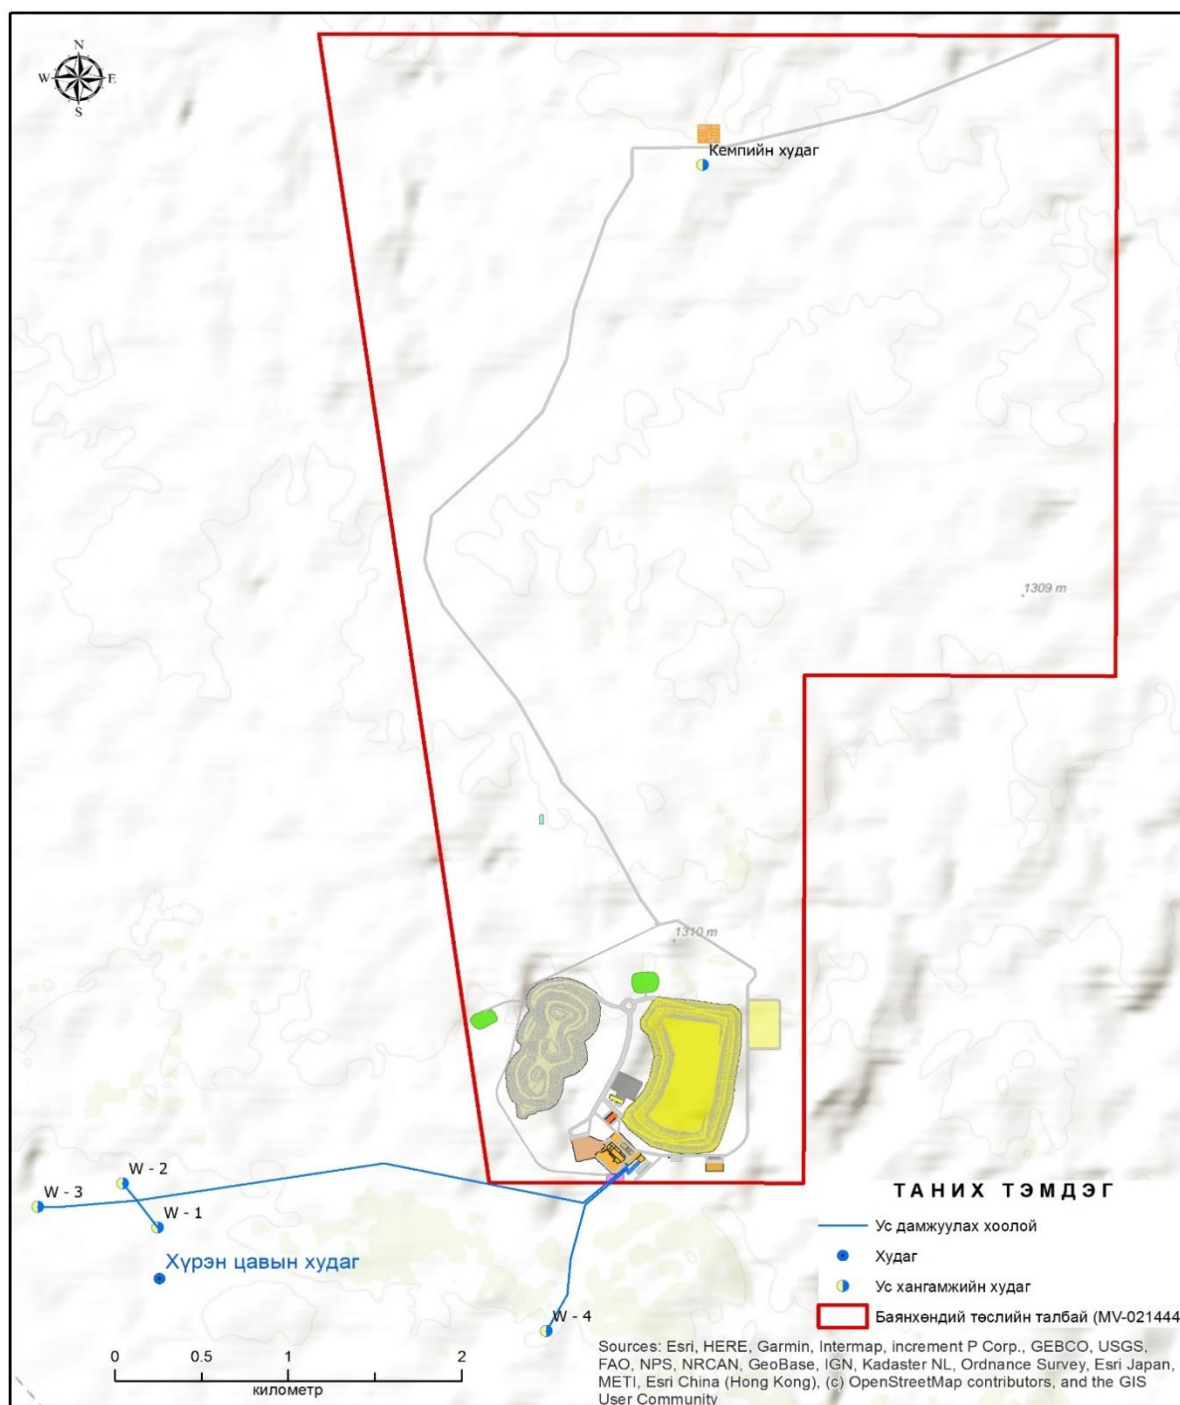 N
W E
S
Кемпийн худаг
1309 m
1310 m
W - 2
W - 3
W - 1
Хүрэн цавын худаг
W - 4
ТАНИХ ТЭМДЭГ
Ус дамжуулах хоолой
Худаг
Ус хангамжийн худаг
Баянхөндий төслийн талбай (MV-021444
0 0.5 1 2
километр
Sources: Esri, HERE, Garmin, Intermap, increment P Corp., GEBCO, USGS,
FAO, NPS, NRCAN, GeoBase, IGN, Kadaster NL, Ordnance Survey, Esri Japan,
METI, Esri China (Hong Kong), (c) OpenStreetMap contributors, and the GIS
User Community